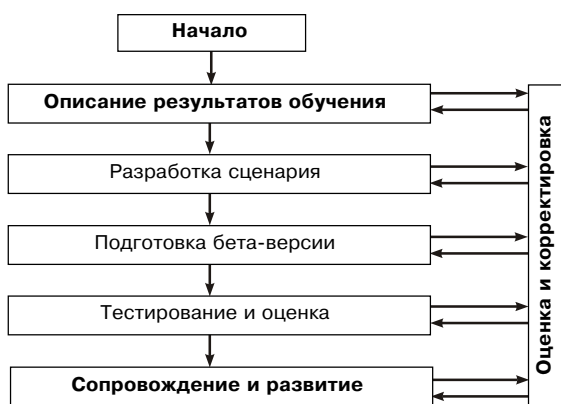 Начало
Описание результатов обучения
Разработка сценария
Подготовка бета-версии
Тестирование и оценка
Сопровождение и развитие
Оценка и корректировка